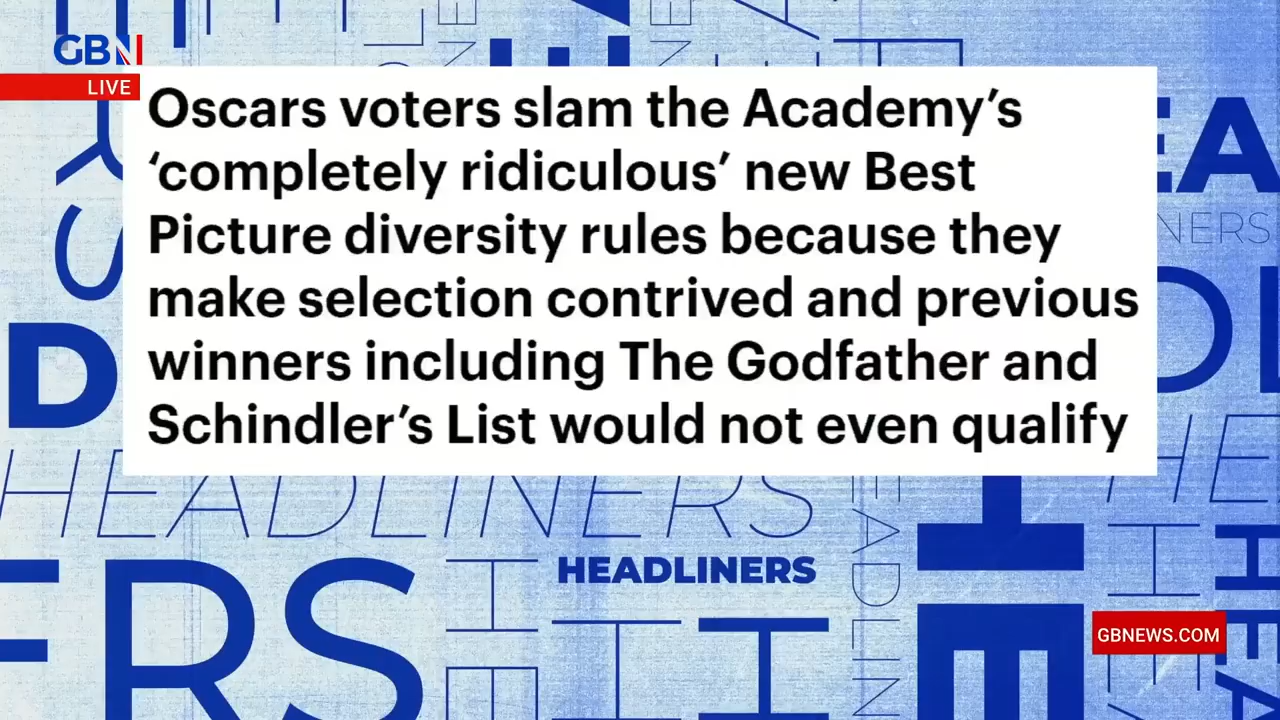 GBN
LIVE
Oscars voters slam the Academy’s
‘completely ridiculous’ new Best
Picture diversity rules because they
make selection contrived and previous
winners including The Godfather and
Schindler’s List would not even qualify
HEADLINERS
HEADLINERS
GBNEWS.COM